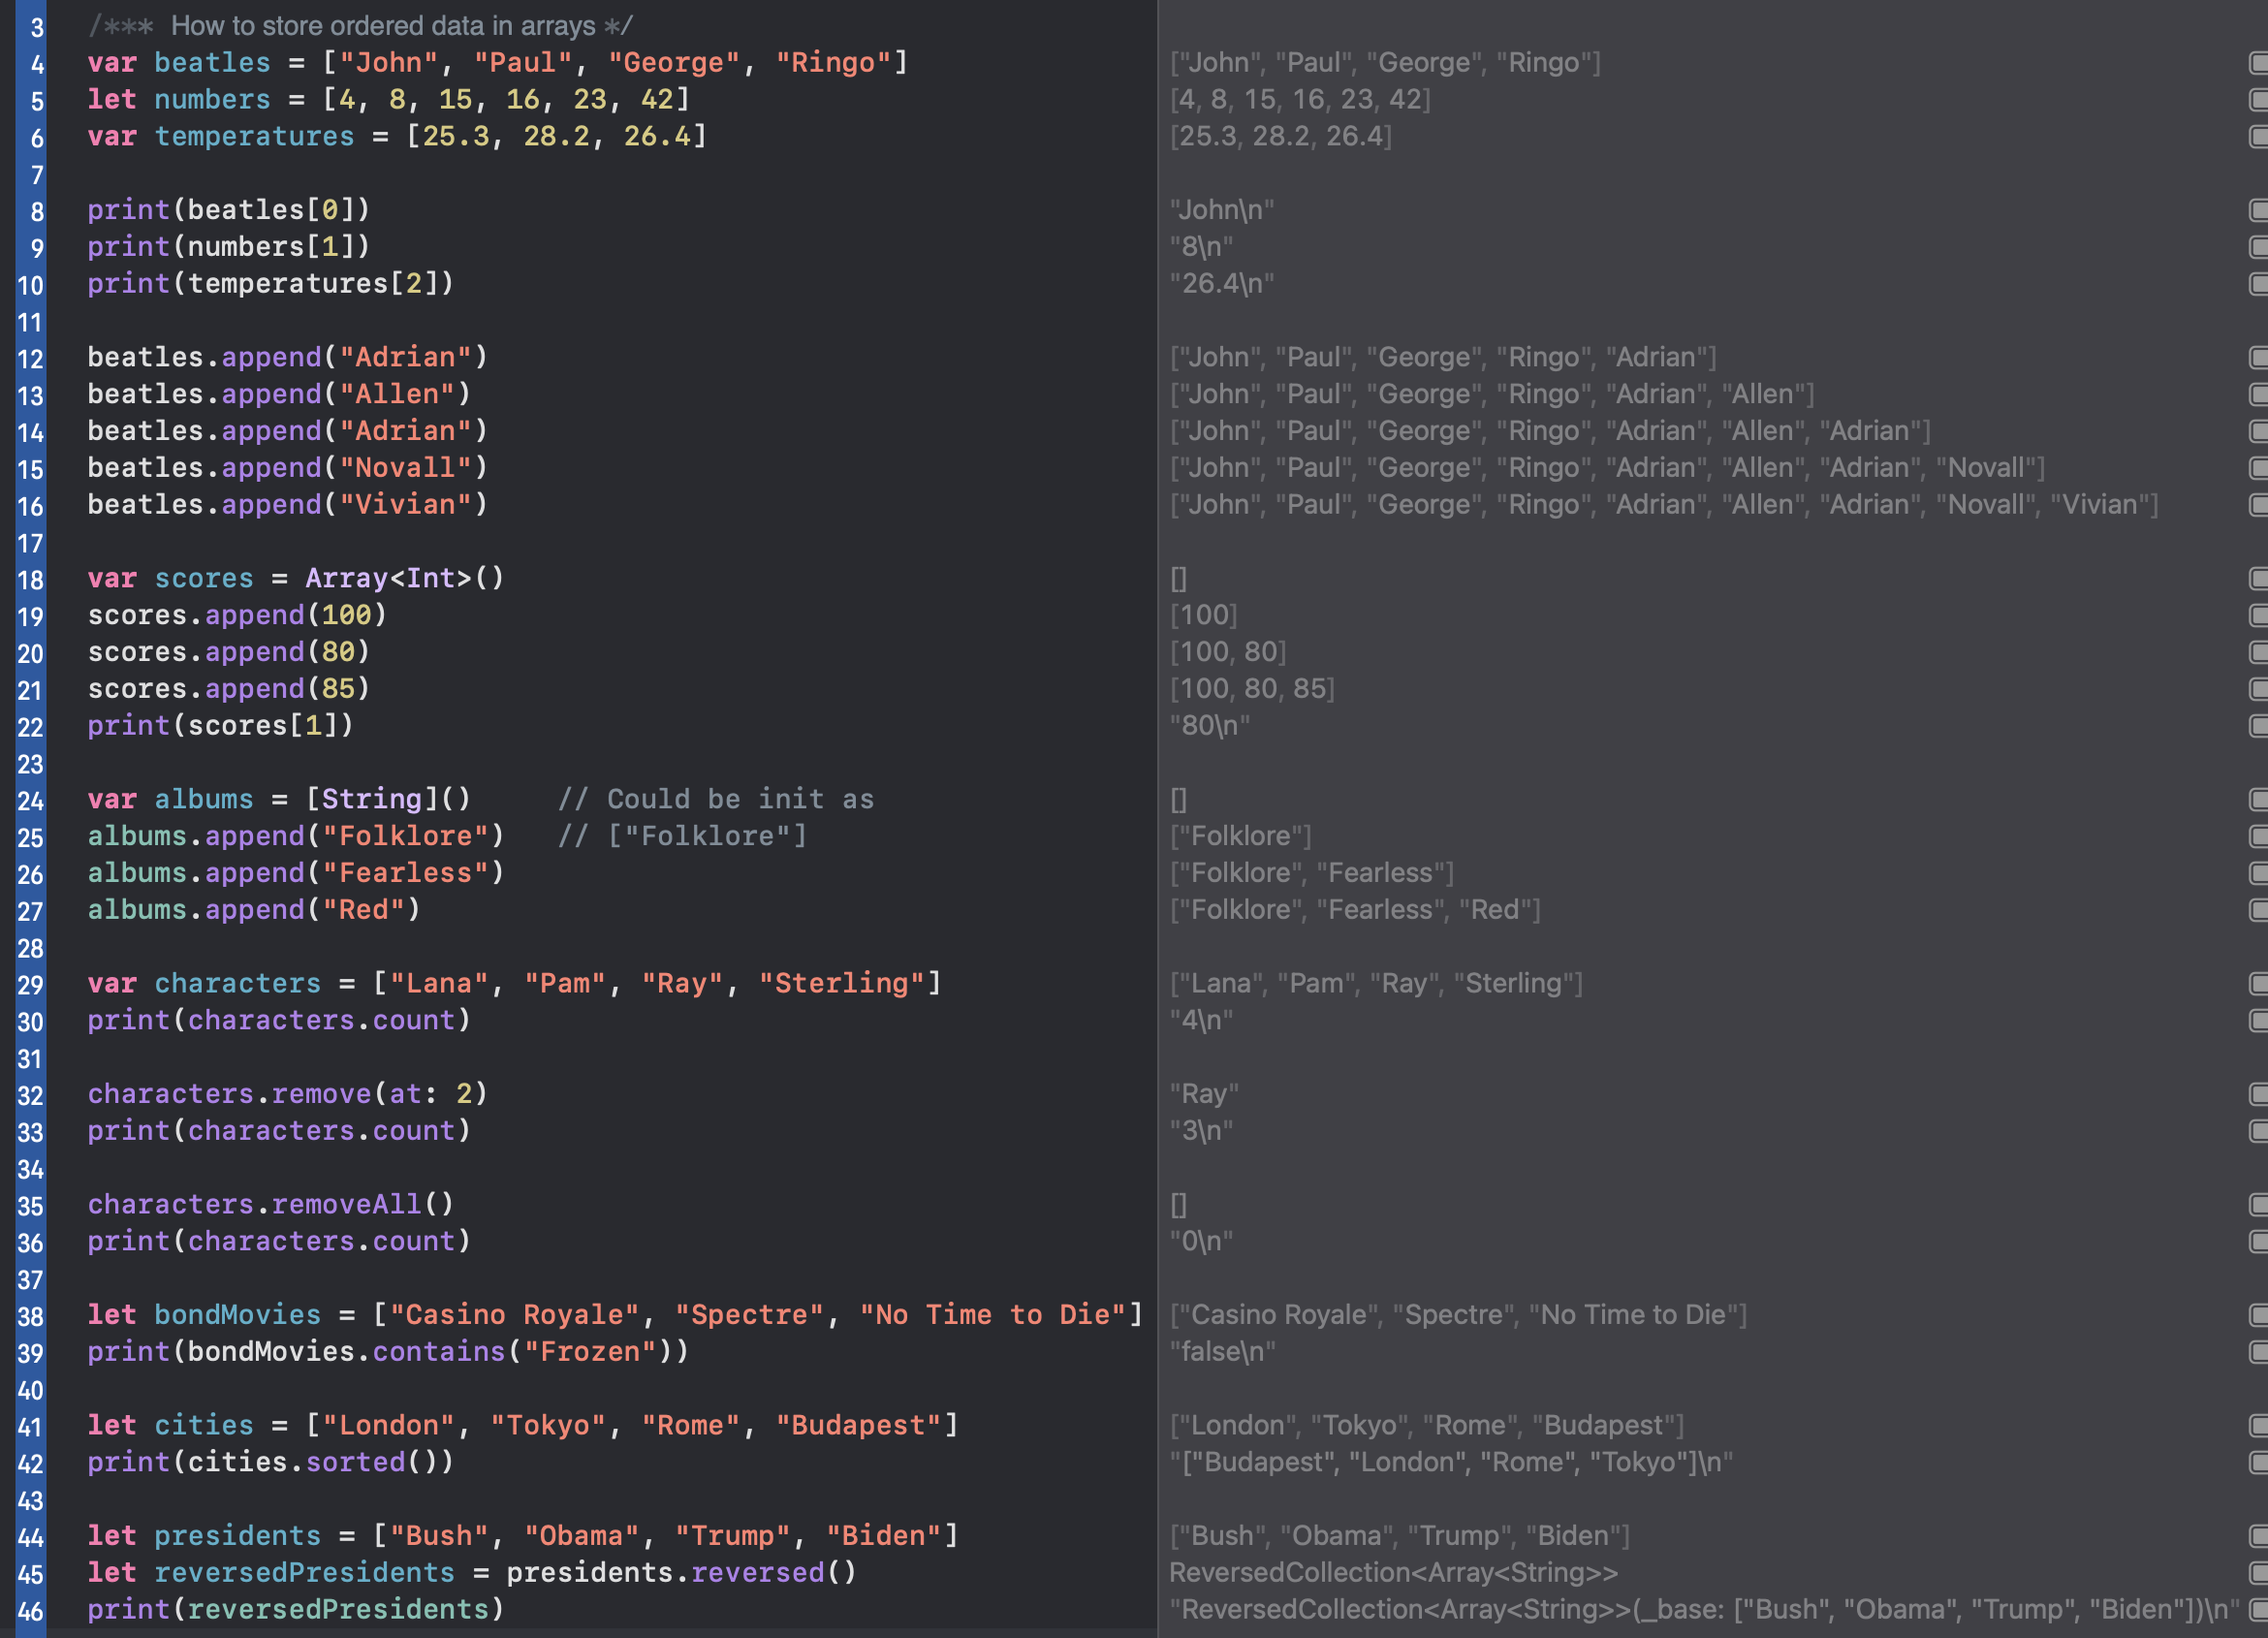 3 /*** How to store ordered data in arrays */
4 var beatles = ["John", "Paul", "George", "Ringo"] ["John", "Paul", "George", "Ringo"]
5 let numbers = [4, 8, 15, 16, 23, 42] [4, 8, 15, 16, 23, 42]
6 var temperatures = [25.3, 28.2, 26.4] [25.3, 28.2, 26.4]
7
8 print(beatles[0]) "John\n"
9 print(numbers[1]) "8\n"
10 print(temperatures[2]) "26.4\n"
11
12 beatles.append("Adrian") ["John", "Paul", "George", "Ringo", "Adrian"]
13 beatles.append("Allen") ["John", "Paul", "George", "Ringo", "Adrian", "Allen"]
14 beatles.append("Adrian") ["John", "Paul", "George", "Ringo", "Adrian", "Allen", "Adrian"]
15 beatles.append("Novall") ["John", "Paul", "George", "Ringo", "Adrian", "Allen", "Adrian", "Novall"]
16 beatles.append("Vivian") ["John", "Paul", "George", "Ringo", "Adrian", "Allen", "Adrian", "Novall", "Vivian"]
17
18 var scores = Array<Int>() []
19 scores.append(100) [100]
20 scores.append(80) [100, 80]
21 scores.append(85) [100, 80, 85]
22 print(scores[1]) "80\n"
23
24 var albums = [String]() // Could be init as []
25 albums.append("Folklore") // ["Folklore"] ["Folklore"]
26 albums.append("Fearless") ["Folklore", "Fearless"]
27 albums.append("Red") ["Folklore", "Fearless", "Red"]
28
29 var characters = ["Lana", "Pam", "Ray", "Sterling"] ["Lana", "Pam", "Ray", "Sterling"]
30 print(characters.count) "4\n"
31
32 characters.remove(at: 2) "Ray"
33 print(characters.count) "3\n"
34
35 characters.removeAll() []
36 print(characters.count) "0\n"
37
38 let bondMovies = ["Casino Royale", "Spectre", "No Time to Die"] ["Casino Royale", "Spectre", "No Time to Die"]
39 print(bondMovies.contains("Frozen")) "false\n"
40
41 let cities = ["London", "Tokyo", "Rome", "Budapest"] ["London", "Tokyo", "Rome", "Budapest"]
42 print(cities.sorted()) "["Budapest", "London", "Rome", "Tokyo"]\n"
43
44 let presidents = ["Bush", "Obama", "Trump", "Biden"] ["Bush", "Obama", "Trump", "Biden"]
45 let reversedPresidents = presidents.reversed() ReversedCollection<Array<String>>
46 print(reversedPresidents) "ReversedCollection<Array<String>>(_base: ["Bush", "Obama", "Trump", "Biden"])\n"